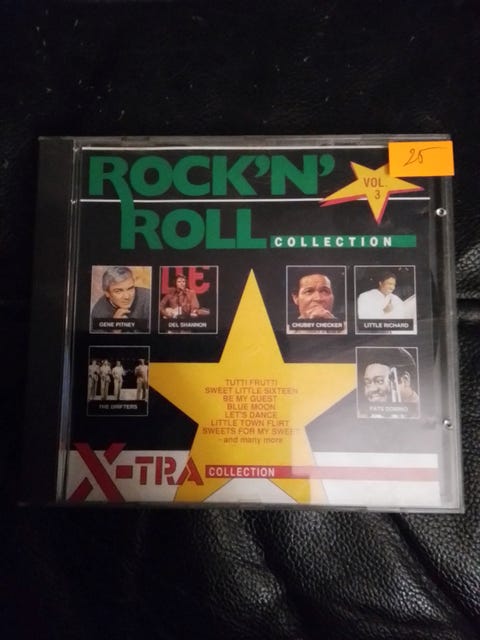 ROCK'N'
ROLL
COLLECTION
VOL.
3
25
GENE PITNEY
DEL SHANNON
CHUBBY CHECKER
LITTLE RICHARD
THE DRIFTERS
FATS DOMINO
TUTTI FRUTTI
SWEET LITTLE SIXTEEN
BE MY GUEST
BLUE MOON
LET'S DANCE
LITTLE TOWN FLIRT
SWEETS FOR MY SWEET
- and many more
X-TRA COLLECTION